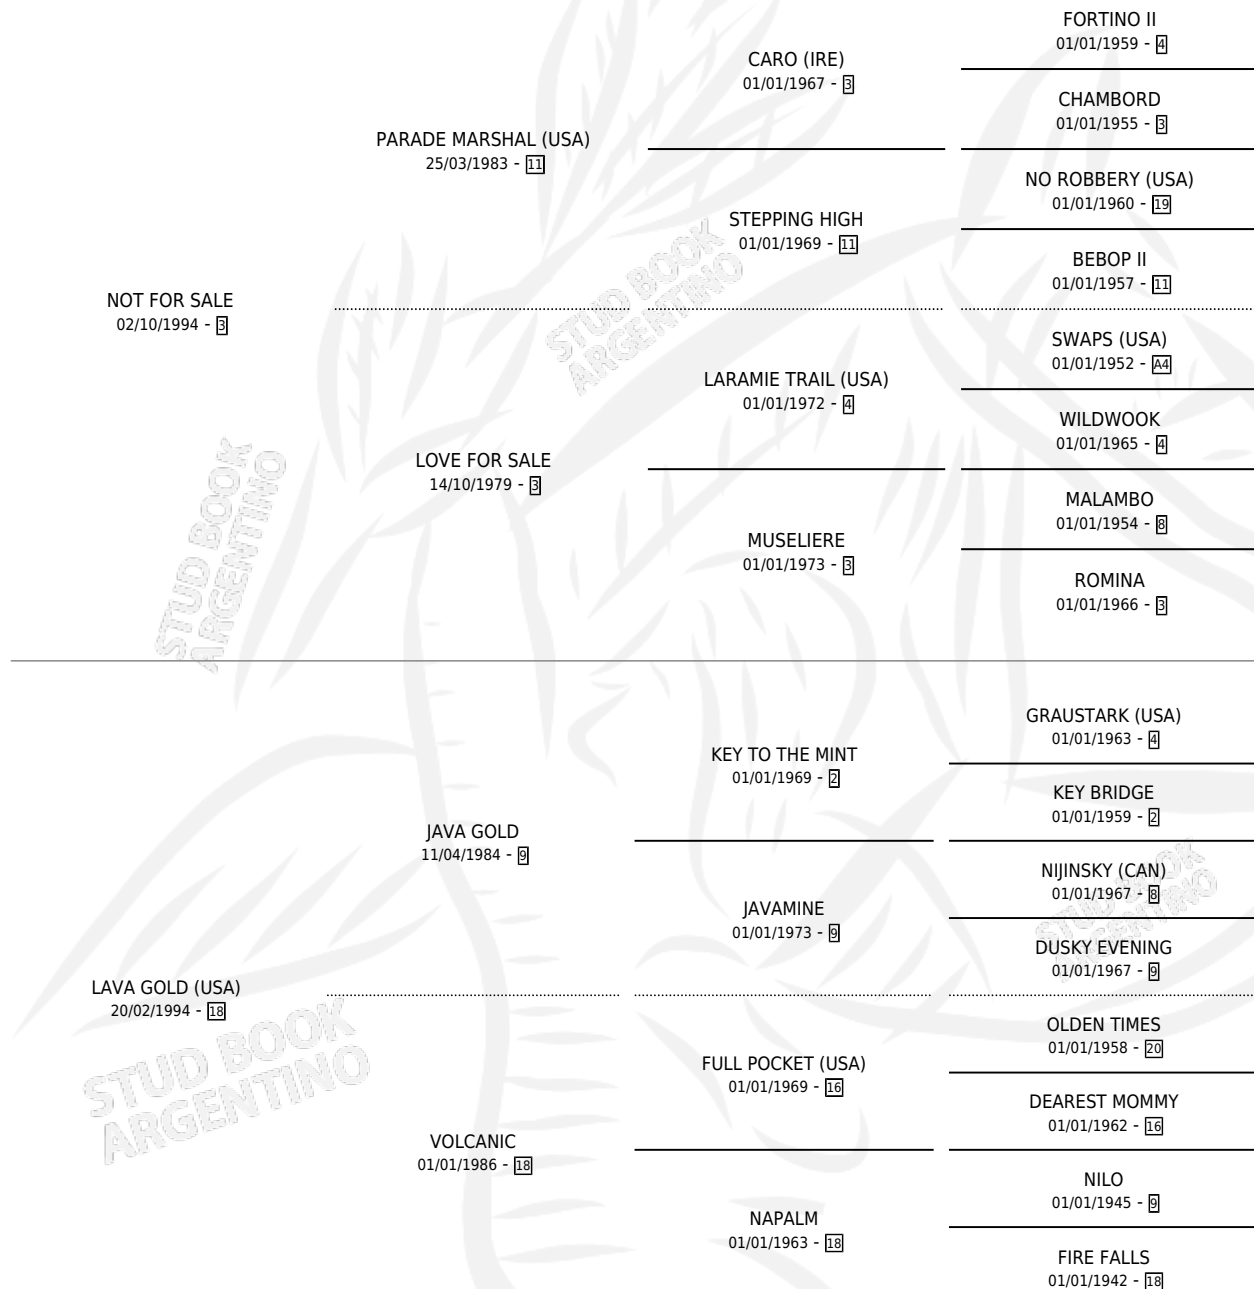 FORTINO II
01/01/1959 - 4
CARO (IRE)
01/01/1967 - 3
CHAMBORD
01/01/1955 - 3
PARADE MARSHAL (USA)
25/03/1983 - 11
NO ROBBERY (USA)
01/01/1960 - 19
STEPPING HIGH
01/01/1969 - 11
BEBOP II
01/01/1957 - 11
NOT FOR SALE
02/10/1994 - 3
SWAPS (USA)
01/01/1952 - A4
LARAMIE TRAIL (USA)
01/01/1972 - 4
WILDWOOK
01/01/1965 - 4
LOVE FOR SALE
14/10/1979 - 3
MALAMBO
01/01/1954 - 8
MUSELIERE
01/01/1973 - 3
ROMINA
01/01/1966 - 3
GRAUSTARK (USA)
01/01/1963 - 4
KEY TO THE MINT
01/01/1969 - 2
KEY BRIDGE
01/01/1959 - 2
JAVA GOLD
11/04/1984 - 9
NIJINSKY (CAN)
01/01/1967 - 8
JAVAMINE
01/01/1973 - 9
DUSKY EVENING
01/01/1967 - 9
LAVA GOLD (USA)
20/02/1994 - 18
OLDEN TIMES
01/01/1958 - 20
FULL POCKET (USA)
01/01/1969 - 16
DEAREST MOMMY
01/01/1962 - 16
VOLCANIC
01/01/1986 - 18
NILO
01/01/1945 - 9
NAPALM
01/01/1963 - 18
FIRE FALLS
01/01/1942 - 18
STUD BOOK
ARGENTINO
STUD BOOK
ARGENTINO
STUD BOOK
ARGENTINO
STUD BOOK
ARGENTINO